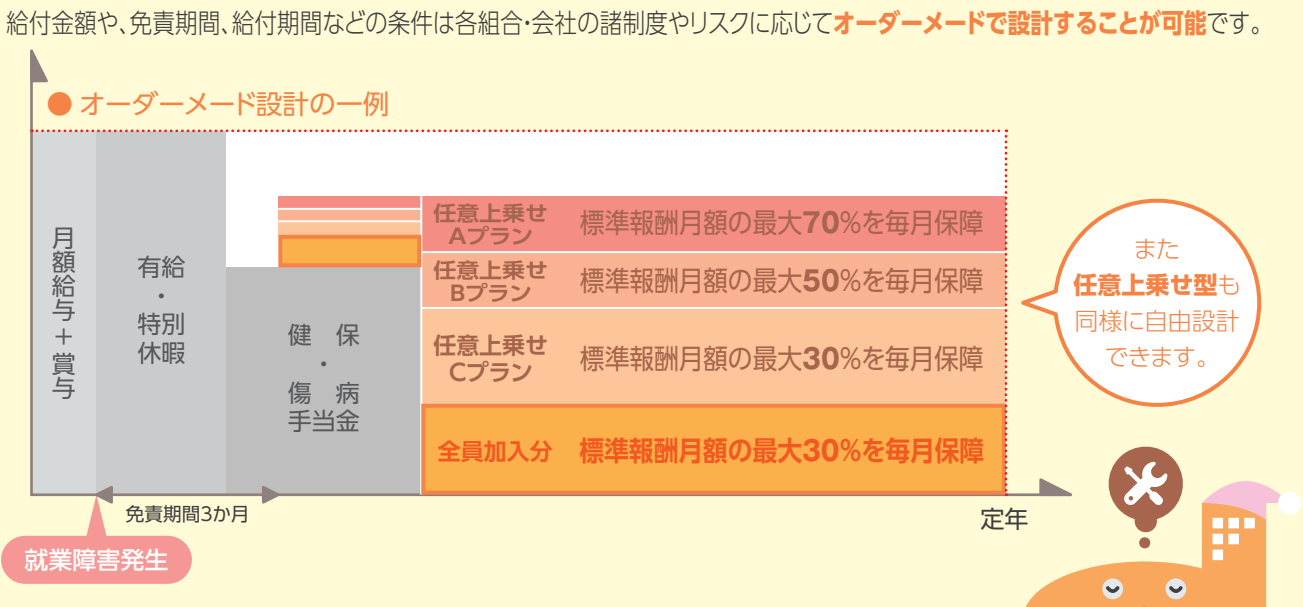 給付金額や、免責期間、給付期間などの条件は各組合・会社の諸制度やリスクに応じてオーダーメードで設計することが可能です。
● オーダーメード設計の一例
月額給与＋賞与
有給
・
特別
休暇
健　保
・
傷　病
手当金
任意上乗せ
Aプラン
標準報酬月額の最大70%を毎月保障
任意上乗せ
Bプラン
標準報酬月額の最大50%を毎月保障
任意上乗せ
Cプラン
標準報酬月額の最大30%を毎月保障
全員加入分
標準報酬月額の最大30%を毎月保障
また
任意上乗せ型も
同様に自由設計
できます。
免責期間3か月
定年
就業障害発生